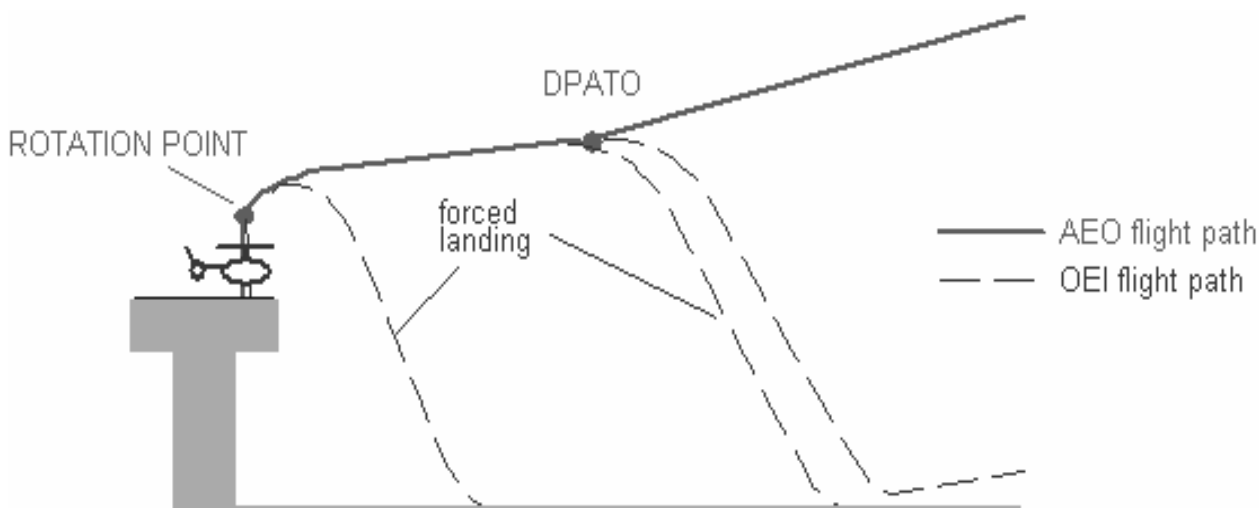 DPATO
ROTATION POINT
forced
landing
AEO flight path
OEI flight path